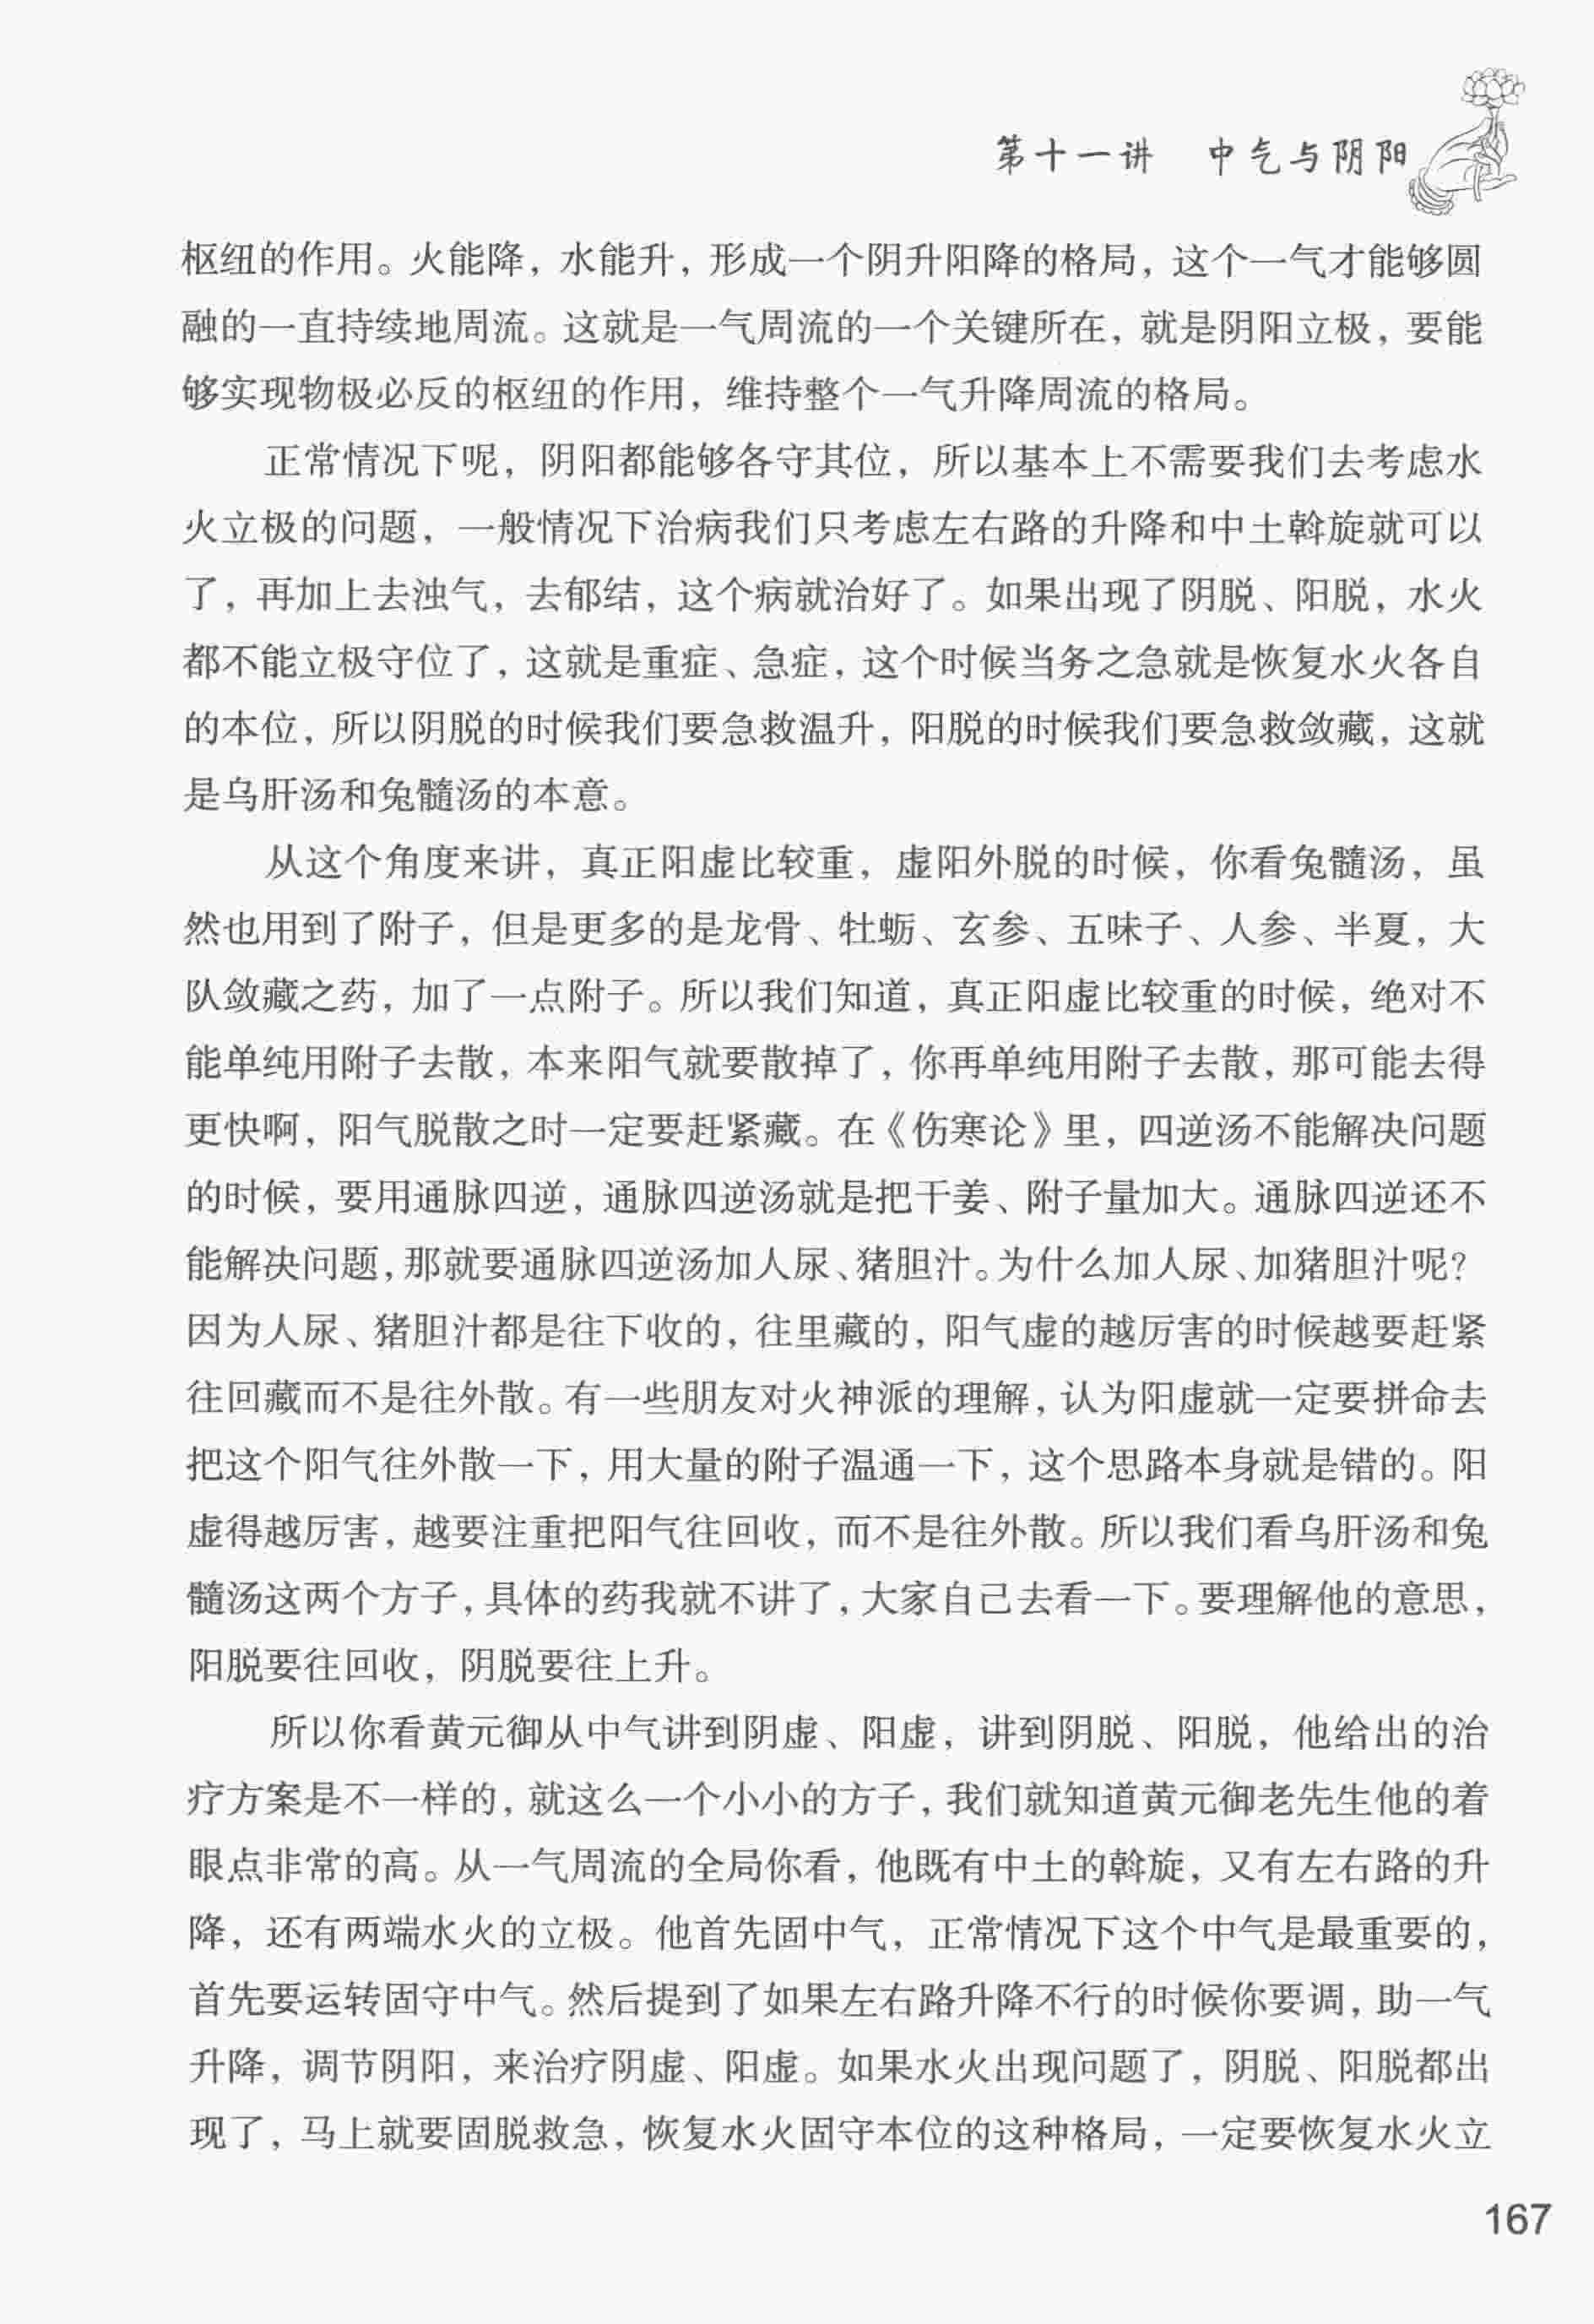 第十一讲 中气与阴阳
枢纽的作用。火能降，水能升，形成一个阴升阳降的格局，这个一气才能够圆
融的一直持续地周流。这就是一气周流的一个关键所在，就是阴阳立极，要能
够实现物极必反的枢纽的作用，维持整个一气升降周流的格局。
正常情况下呢，阴阳都能够各守其位，所以基本上不需要我们去考虑水
火立极的问题，一般情况下治病我们只考虑左右路的升降和中土斡旋就可以
了，再加上去浊气，去郁结，这个病就治好了。如果出现了阴脱、阳脱，水火
都不能立极守位了，这就是重症、急症，这个时候当务之急就是恢复水火各自
的本位，所以阴脱的时候我们要急救温升，阳脱的时候我们要急救敛藏，这就
是乌肝汤和兔髓汤的本意。
从这个角度来讲，真正阳虚比较重，虚阳外脱的时候，你看兔髓汤，虽
然也用到了附子，但是更多的是龙骨、牡蛎、玄参、五味子、人参、半夏，大
队敛藏之药，加了一点附子。所以我们知道，真正阳虚比较重的时候，绝对不
能单纯用附子去散，本来阳气就要散掉了，你再单纯用附子去散，那可能去得
更快啊，阳气脱散之时一定要赶紧藏。在《伤寒论》里，四逆汤不能解决问题
的时候，要用通脉四逆，通脉四逆汤就是把干姜、附子量加大。通脉四逆还不
能解决问题，那就要通脉四逆汤加人尿、猪胆汁。为什么加人尿、加猪胆汁呢？
因为人尿、猪胆汁都是往下收的，往里藏的，阳气虚的越厉害的时候越要赶紧
往回藏而不是往外散。有一些朋友对火神派的理解，认为阳虚就一定要拼命去
把这个阳气往外散一下，用大量的附子温通一下，这个思路本身就是错的。阳
虚得越厉害，越要注重把阳气往回收，而不是往外散。所以我们看乌肝汤和兔
髓汤这两个方子，具体的药我就不讲了，大家自己去看一下。要理解他的意思，
阳脱要往回收，阴脱要往上升。
所以你看黄元御从中气讲到阴虚、阳虚，讲到阴脱、阳脱，他给出的治
疗方案是不一样的，就这么一个小小的方子，我们就知道黄元御老先生他的着
眼点非常的高。从一气周流的全局你看，他既有中土的斡旋，又有左右路的升
降，还有两端水火的立极。他首先固中气，正常情况下这个中气是最重要的，
首先要运转固守中气。然后提到了如果左右路升降不行的时候你要调，助一气
升降，调节阴阳，来治疗阴虚、阳虚。如果水火出现问题了，阴脱、阳脱都出
现了，马上就要固脱救急，恢复水火固守本位的这种格局，一定要恢复水火立
167